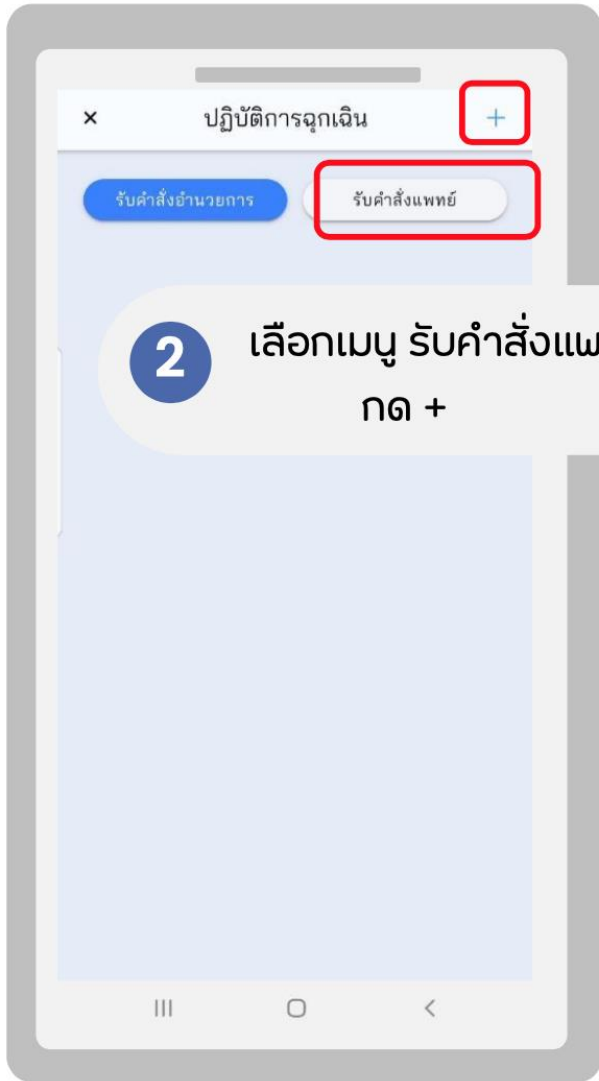 × ปฏิบัติการฉุกเฉิน +
รับคำสั่งอำนวยการ รับคำสั่งแพทย์
2 เลือกเมนู รับคำสั่งแพ
กด +